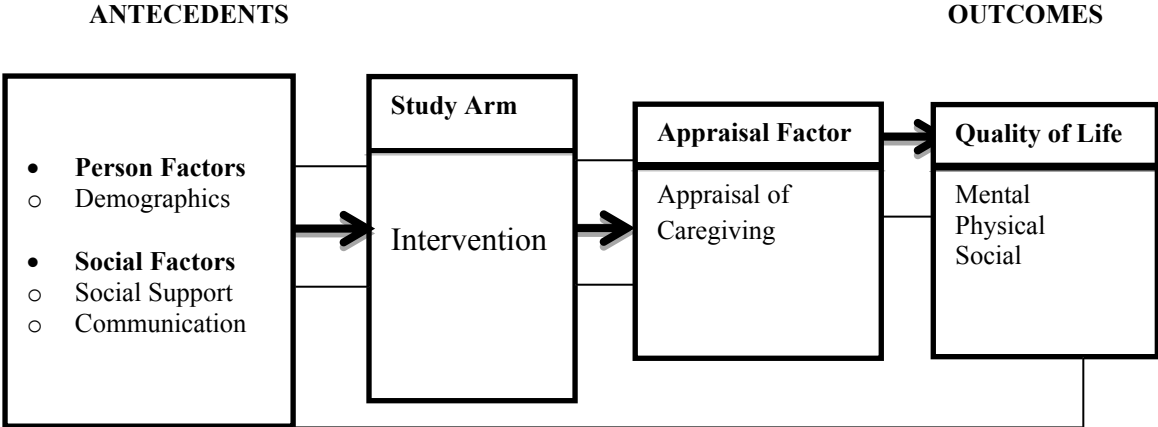 ANTECEDENTS
OUTCOMES
• Person Factors
o Demographics
• Social Factors
o Social Support
o Communication
Study Arm
Intervention
Appraisal Factor
Appraisal of
Caregiving
Quality of Life
Mental
Physical
Social